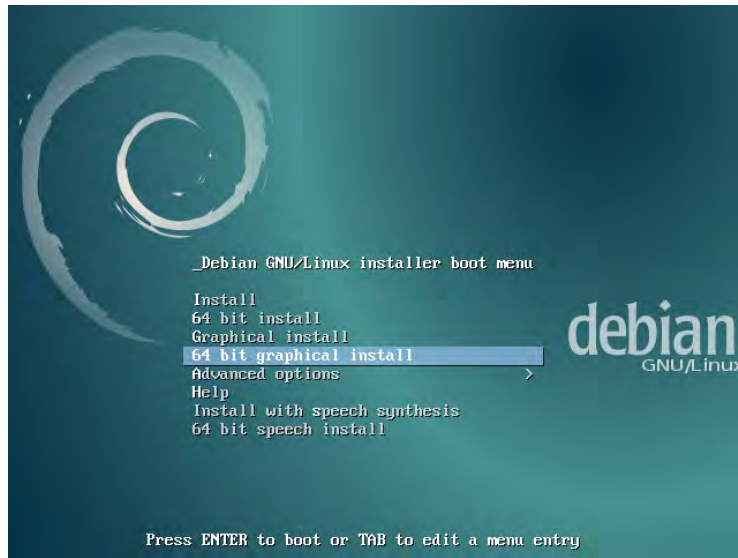 _Debian GNU/Linux installer boot menu
Install
64 bit install
Graphical install
64 bit graphical install
Advanced options >
Help
Install with speech synthesis
64 bit speech install
debian
GNU/Linux
Press ENTER to boot or TAB to edit a menu entry